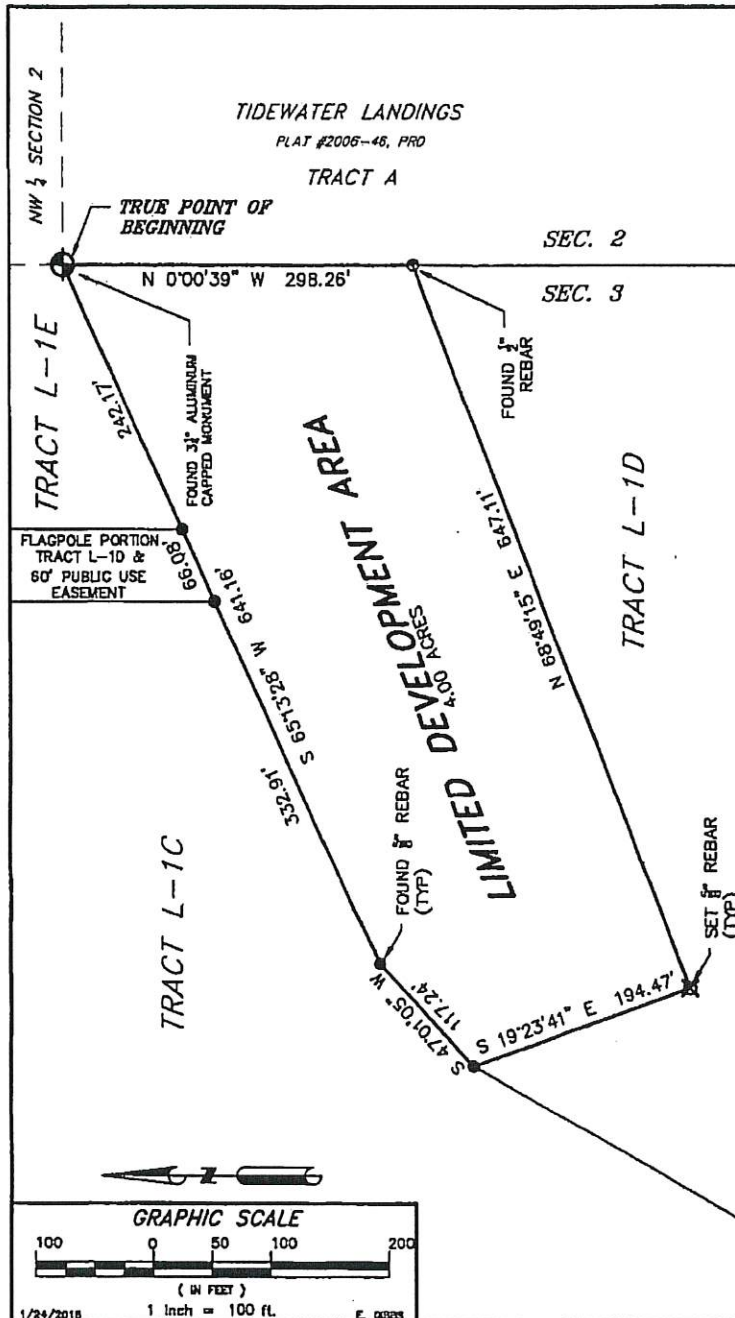 NW ¼ SECTION 2
TIDEWATER LANDINGS
PLAT #2006-46, PRO
TRACT A
TRUE POINT OF
BEGINNING
SEC. 2
N 0°00'39" W 298.26'
SEC. 3
TRACT L-1E
242.17'
FOUND 3¼" ALUMINUM
CAPPED MONUMENT
FOUND ½"
REBAR
FLAGPOLE PORTION
TRACT L-1D &
60' PUBLIC USE
EASEMENT
66.08'
S 65°13'28" W 641.16'
332.91'
LIMITED DEVELOPMENT AREA
4.00 ACRES
N 68°49'15" E 647.11'
TRACT L-1D
TRACT L-1C
FOUND ⅝" REBAR
(TYP)
SET ⅝" REBAR
(TYP)
S 47°01'05" W
117.24'
S 19°23'41" E 194.47'
N
GRAPHIC SCALE
100 0 50 100 200
( IN FEET )
1 inch = 100 ft.
1/24/2018 E.